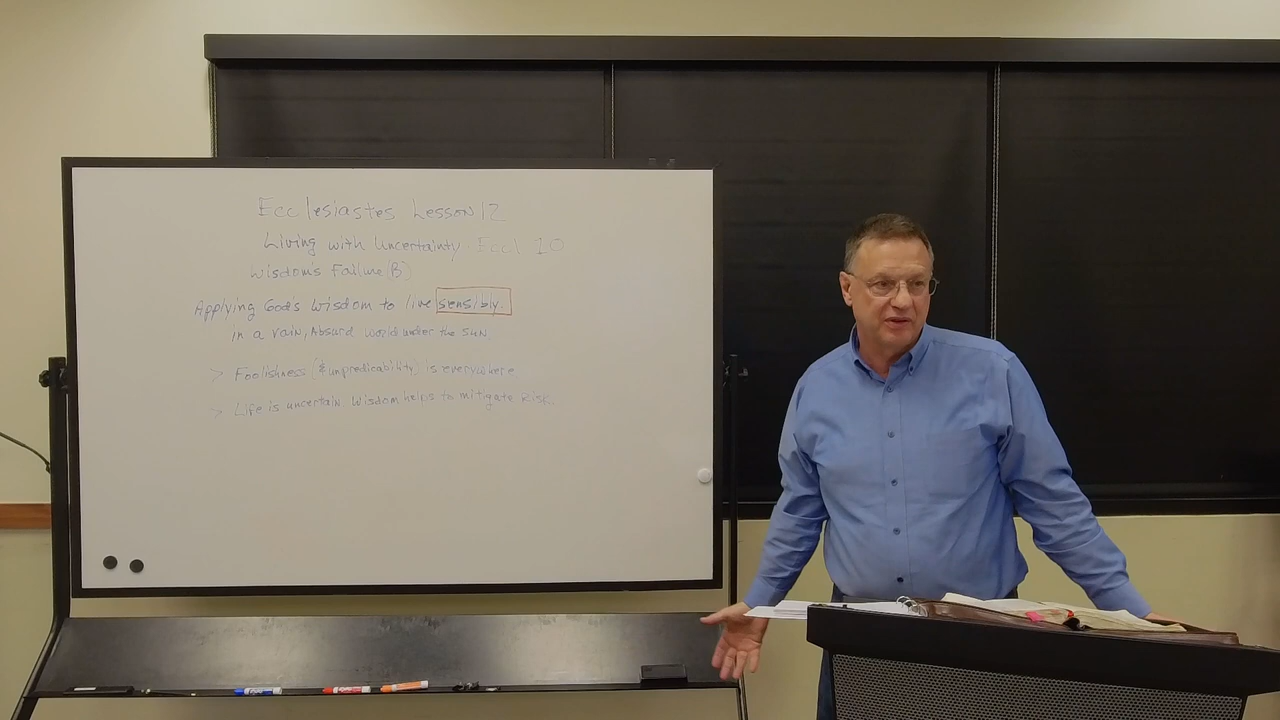 Ecclesiastes Lesson 12
Living with Uncertainty. Eccl 10
Wisdom's Failure (B)
Applying God's Wisdom to live sensibly.
in a vain, Absurd World under the Sun.
> Foolishness (& unpredicability) is everywhere
> Life is uncertain Wisdom helps to mitigate Risk.